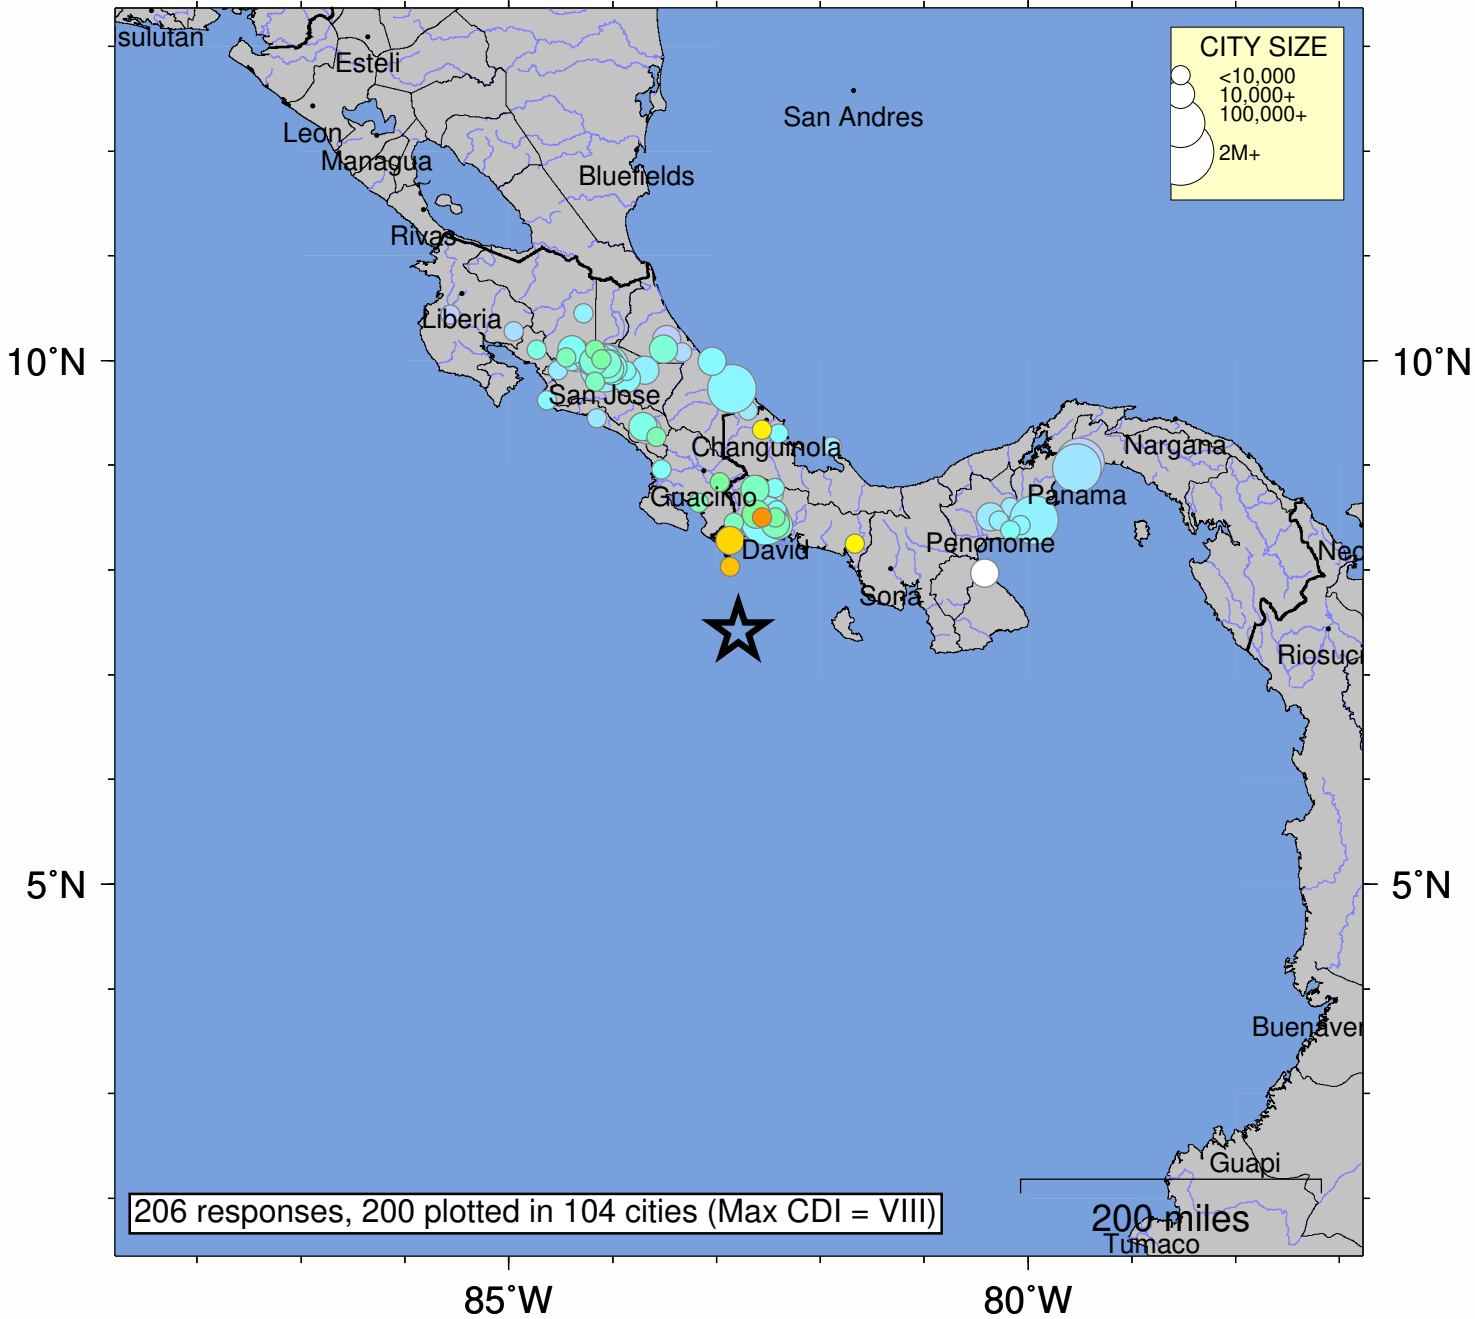 sulutan
Esteli
Leon
Managua
Rivas
Bluefields
San Andres
CITY SIZE
<10,000
10,000+
100,000+
2M+
Liberia
10°N
10°N
San Jose
Changuinola
Nargana
Guacimo
Panama
David
Penonome
Nec
Sona
Riosuci
5°N
5°N
Buenaver
Guapi
206 responses, 200 plotted in 104 cities (Max CDI = VIII)
200 miles
Tumaco
85°W
80°W